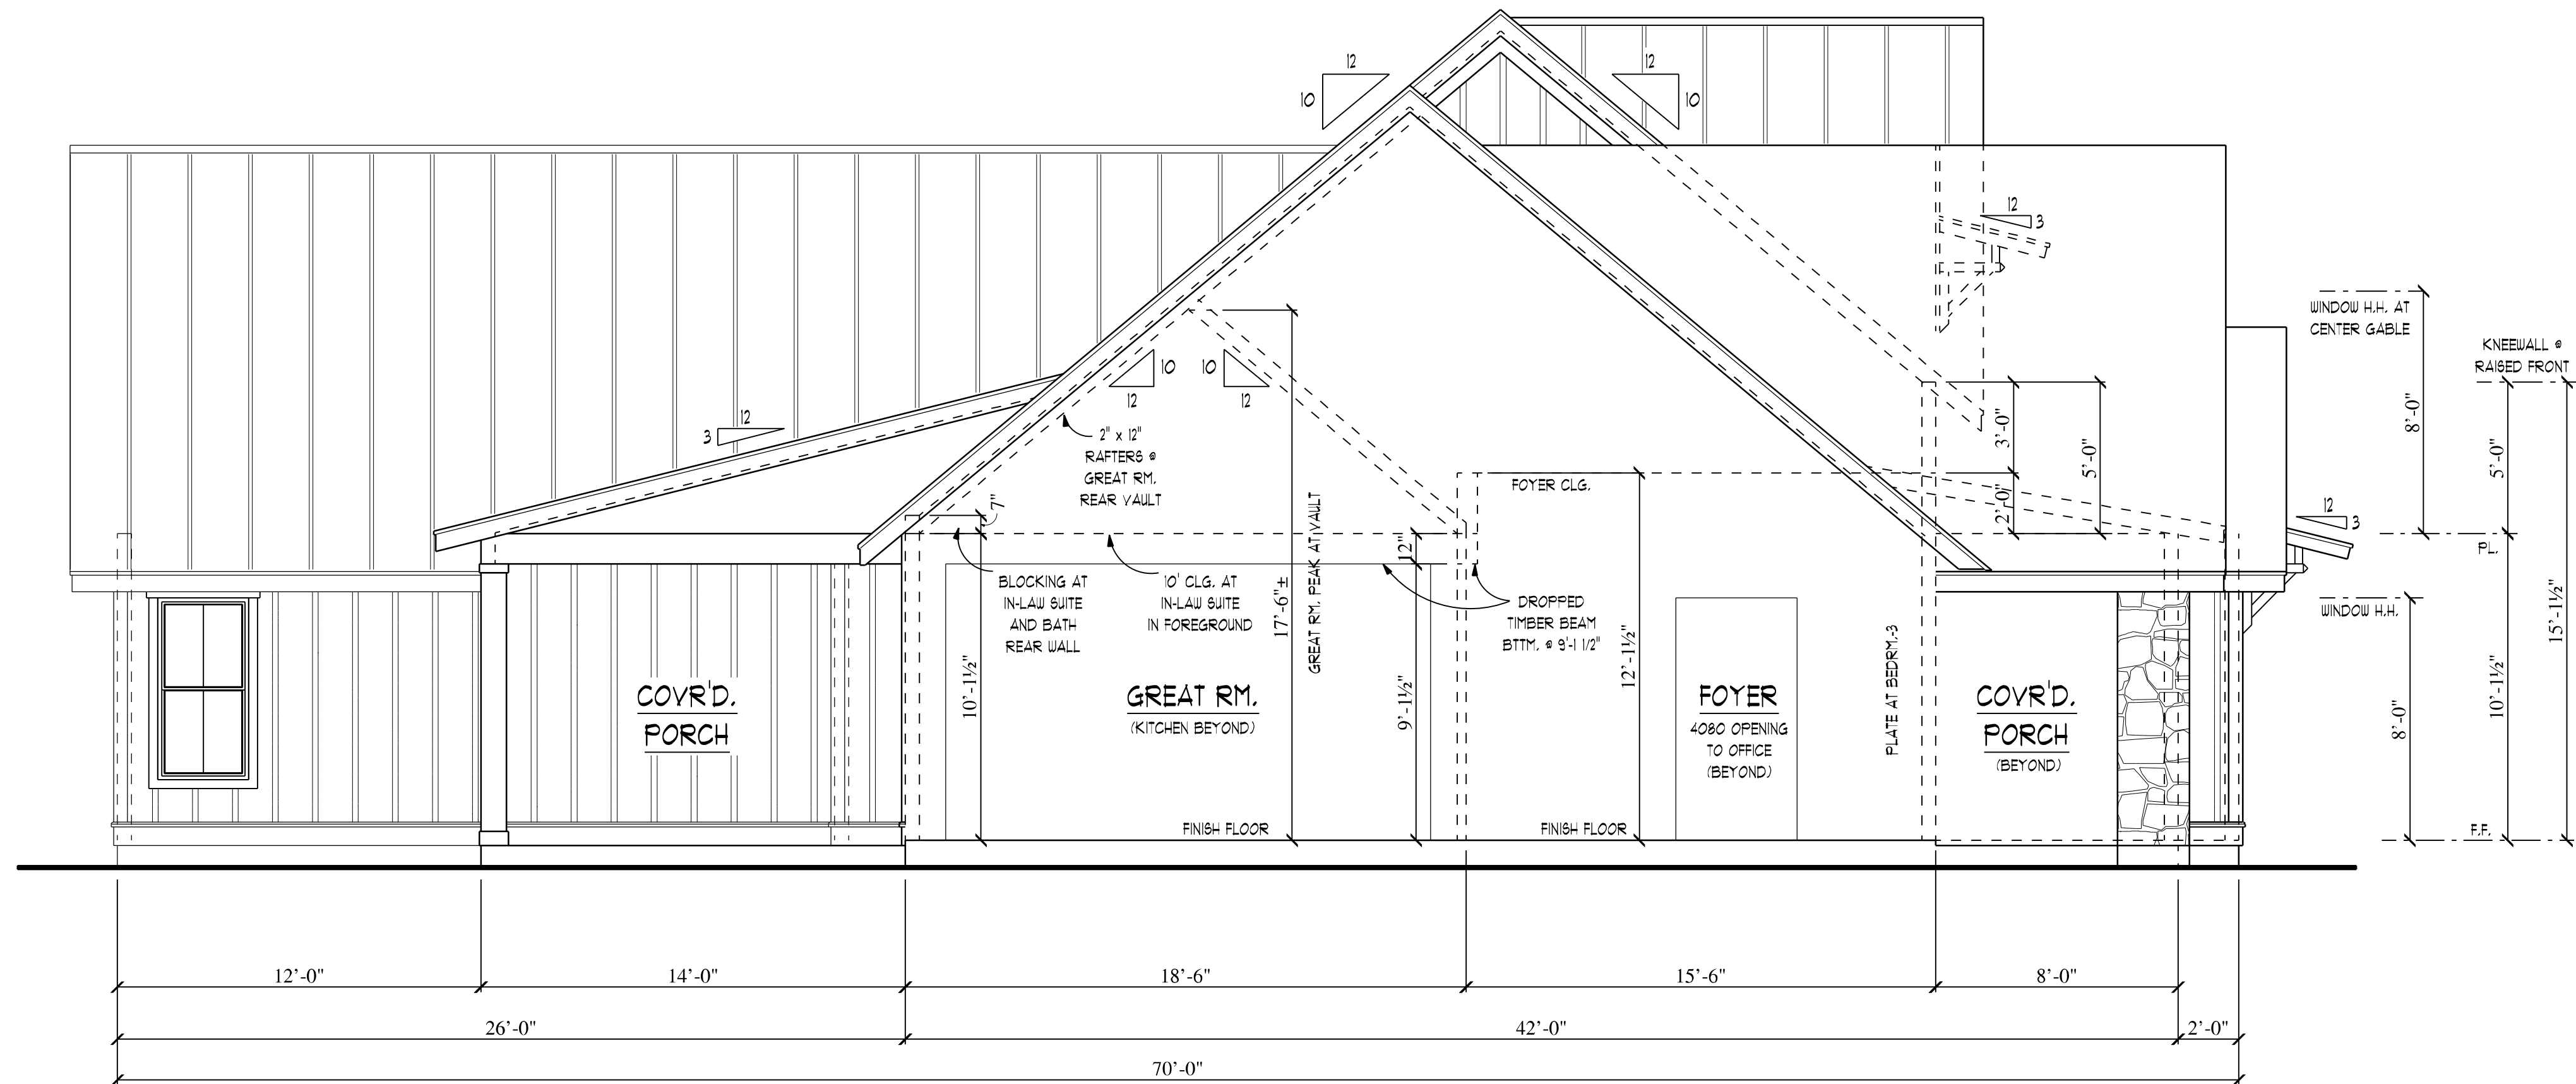 12
10
12
10
12
3
12
3
10
12
10
12
2" x 12"
RAFTERS @
GREAT RM.
REAR VAULT
7"
10'-1½"
BLOCKING AT
IN-LAW SUITE
AND BATH
REAR WALL
10' CLG. AT
IN-LAW SUITE
IN FOREGROUND
17'-6"±
GREAT RM. PEAK AT VAULT
12"
9'-1½"
FOYER CLG.
DROPPED
TIMBER BEAM
BTTM. @ 9'-1 1/2"
12'-1½"
PLATE AT BEDRM.-3
3'-0"
2'-0"
5'-0"
WINDOW H.H. AT
CENTER GABLE
8'-0"
KNEEWALL @
RAISED FRONT
5'-0"
15'-1½"
12
3
PL.
WINDOW H.H.
8'-0"
10'-1½"
F.F.
COVR'D.
PORCH
GREAT RM.
(KITCHEN BEYOND)
FOYER
4080 OPENING
TO OFFICE
(BEYOND)
COVR'D.
PORCH
(BEYOND)
FINISH FLOOR
FINISH FLOOR
12'-0"
14'-0"
18'-6"
15'-6"
8'-0"
26'-0"
42'-0"
2'-0"
70'-0"